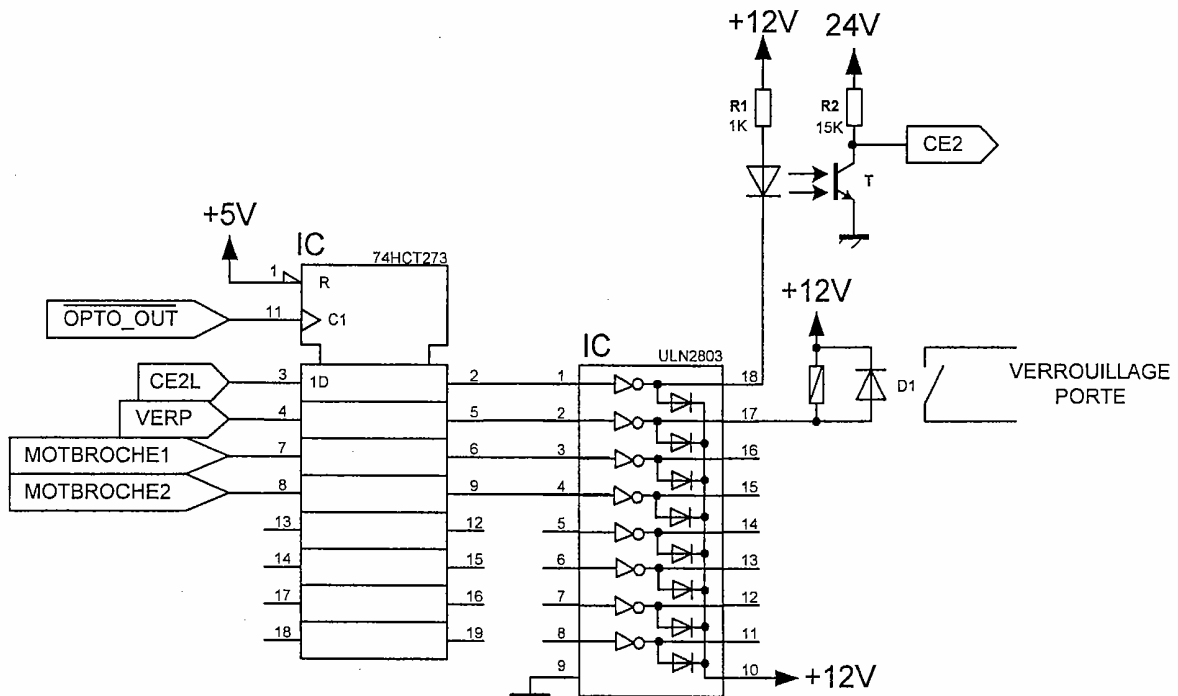 +12V 24V
R1
1K
R2
15K
CE2
T
+5V
IC
74HCT273
1 R
OPTO_OUT 11 C1
+12V
IC
ULN2803
CE2L 3 1D 2 1 18
VERP 4 5 2 17
D1
VERROUILLAGE
PORTE
MOTBROCHE1 7 6 3 16
MOTBROCHE2 8 9 4 15
13 12 5 14
14 15 6 13
17 16 7 12
18 19 8 11
9 10 +12V